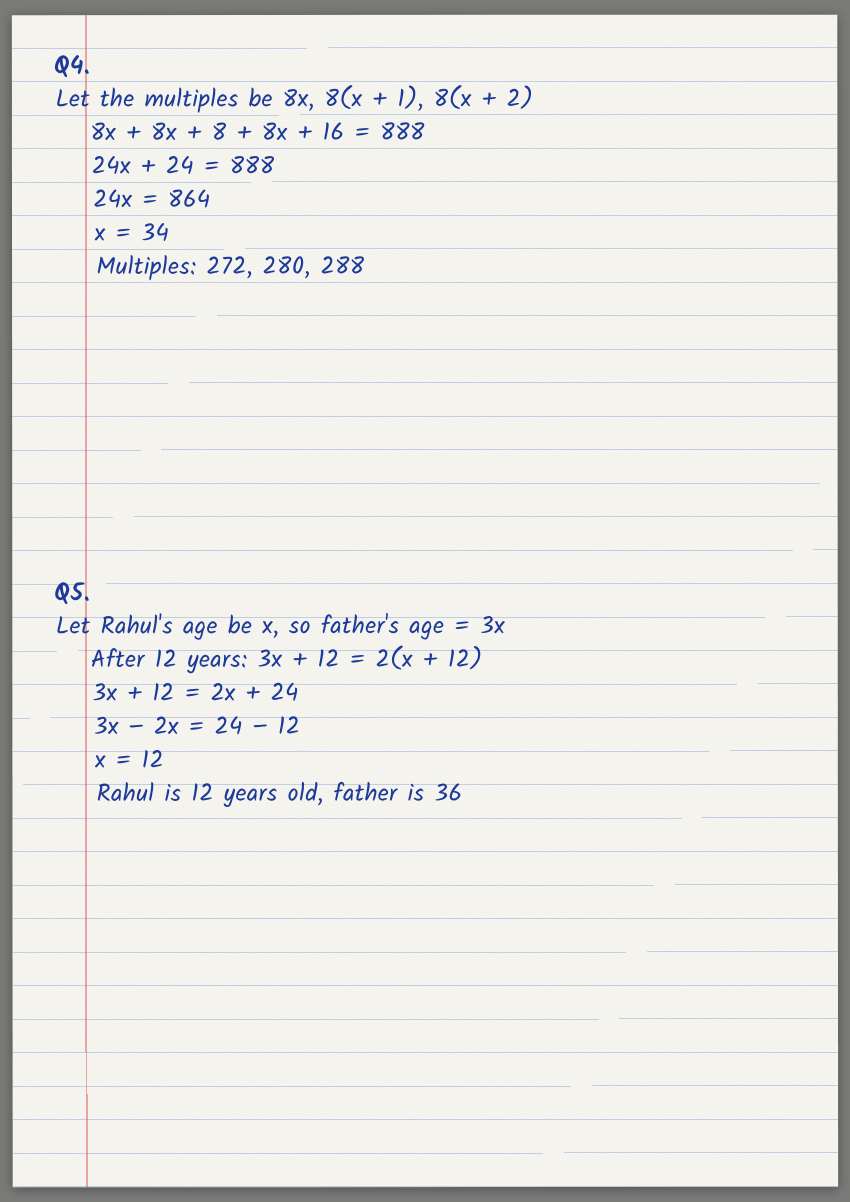 Q4.
Let the multiples be 8x, 8(x + 1), 8(x + 2)
8x + 8x + 8 + 8x + 16 = 888
24x + 24 = 888
24x = 864
x = 34
Multiples: 272, 280, 288
Q5.
Let Rahul's age be x, so father's age = 3x
After 12 years: 3x + 12 = 2(x + 12)
3x + 12 = 2x + 24
3x − 2x = 24 − 12
x = 12
Rahul is 12 years old, father is 36